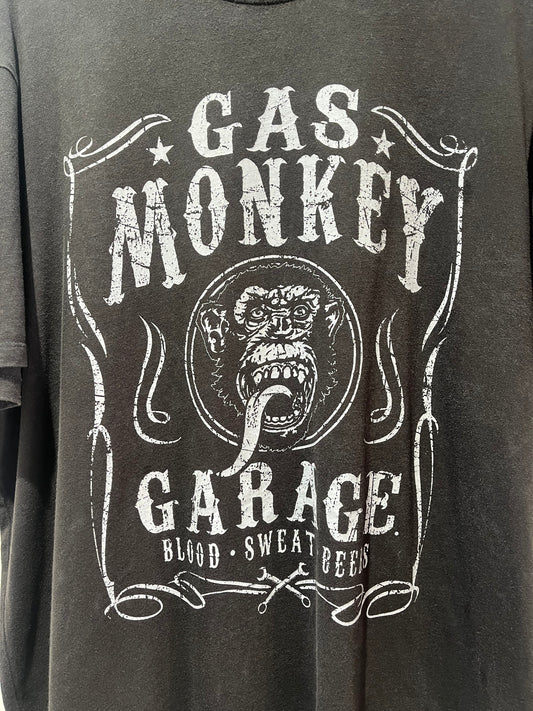 GAS
MONKEY
GARAGE.
BLOOD • SWEAT BEERS